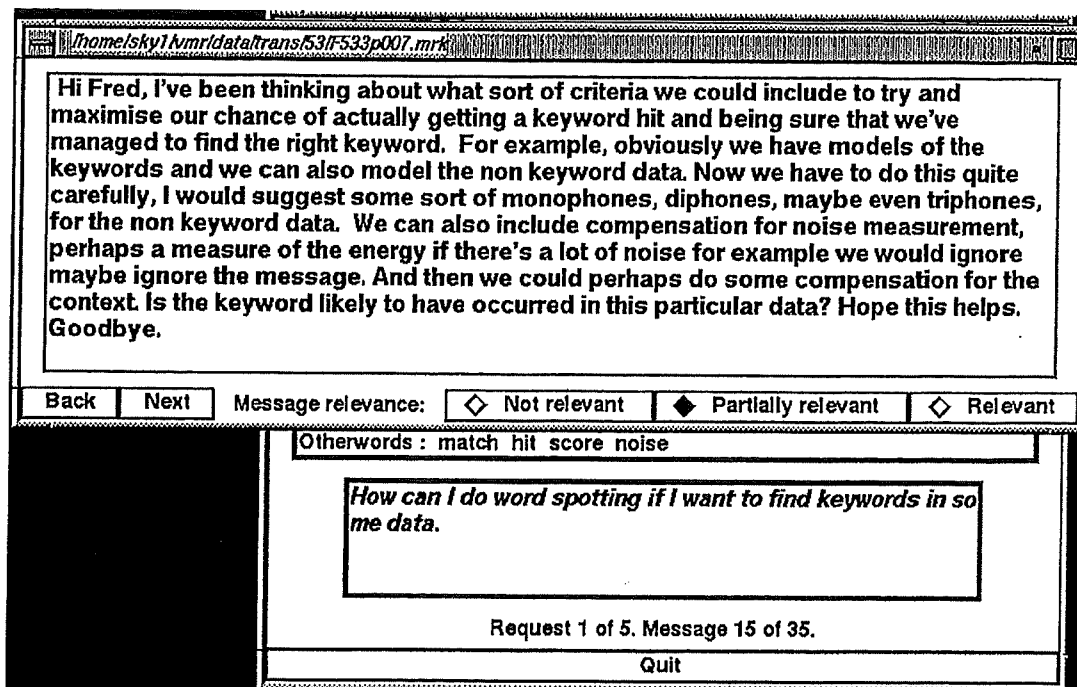 /home/sky1/vmr/data/trans/53/F533p007.mrk
Hi Fred, I've been thinking about what sort of criteria we could include to try and
maximise our chance of actually getting a keyword hit and being sure that we've
managed to find the right keyword.  For example, obviously we have models of the
keywords and we can also model the non keyword data. Now we have to do this quite
carefully, I would suggest some sort of monophones, diphones, maybe even triphones,
for the non keyword data.  We can also include compensation for noise measurement,
perhaps a measure of the energy if there's a lot of noise for example we would ignore
maybe ignore the message. And then we could perhaps do some compensation for the
context. Is the keyword likely to have occurred in this particular data? Hope this helps.
Goodbye.
Back Next Message relevance: Not relevant Partially relevant Relevant
Otherwords : match hit score noise
How can I do word spotting if I want to find keywords in so
me data.
Request 1 of 5. Message 15 of 35.
Quit